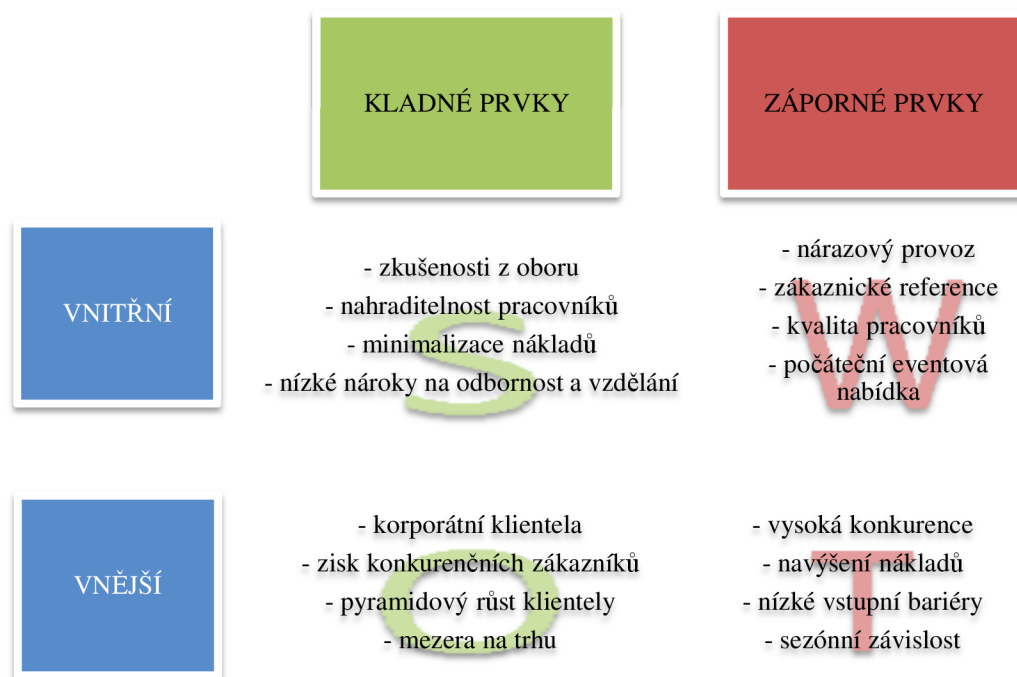 KLADNÉ PRVKY
ZÁPORNÉ PRVKY
VNITŘNÍ
S
- zkušenosti z oboru
- nahraditelnost pracovníků
- minimalizace nákladů
- nízké nároky na odbornost a vzdělání
W
- nárazový provoz
- zákaznické reference
- kvalita pracovníků
- počáteční eventová
nabídka
VNĚJŠÍ
O
- korporátní klientela
- zisk konkurenčních zákazníků
- pyramidový růst klientely
- mezera na trhu
T
- vysoká konkurence
- navýšení nákladů
- nízké vstupní bariéry
- sezónní závislost